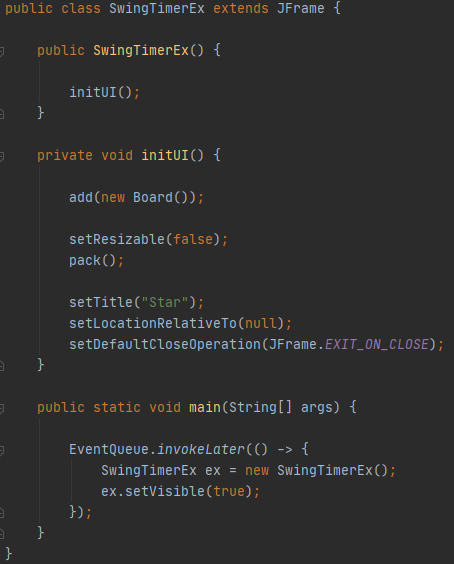 public class SwingTimerEx extends JFrame {
public SwingTimerEx() {
initUI();
}
private void initUI() {
add(new Board());
setResizable(false);
pack();
setTitle("Star");
setLocationRelativeTo(null);
setDefaultCloseOperation(JFrame.EXIT_ON_CLOSE);
}
public static void main(String[] args) {
EventQueue.invokeLater(() -> {
SwingTimerEx ex = new SwingTimerEx();
ex.setVisible(true);
});
}
}